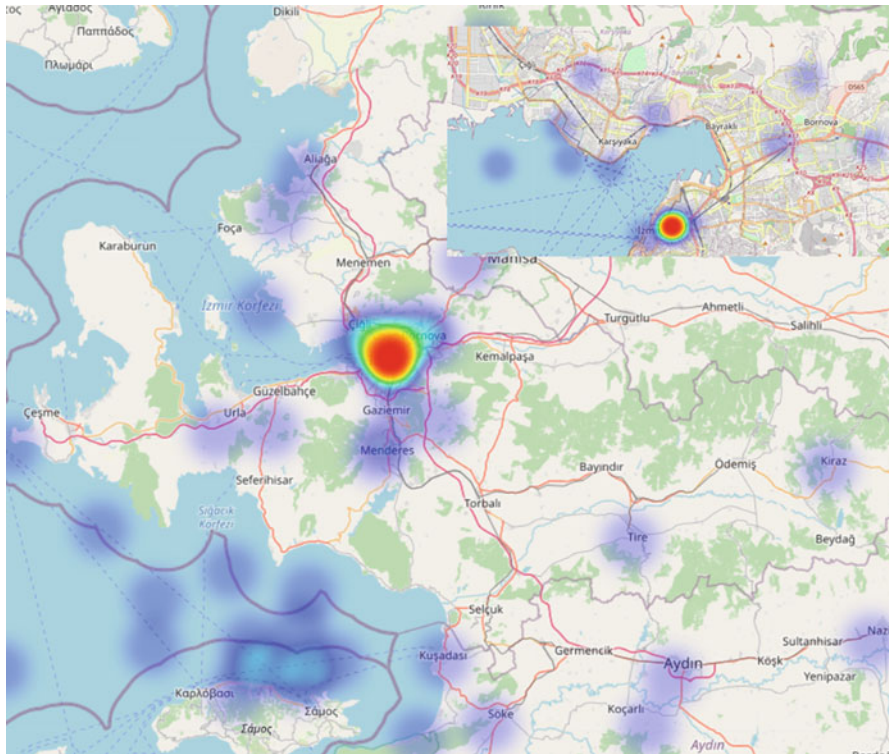 Αγιάσος
Παππάδος
Πλωμάρι
Dikili
Aliağa
Foça
Menemen
Karaburun
İzmir Körfezi
Çiğli
Karşıyaka
Bayraklı
Bornova
D565
Manisa
Turgutlu
Ahmetli
Salihli
Kemalpaşa
Güzelbahçe
Çeşme
Urla
Gaziemir
Menderes
Seferihisar
Sığacık
Körfezi
Torbalı
Bayındır
Ödemiş
Kiraz
Tire
Beydağ
Selçuk
Kuşadası
Germencik
Aydın
Köşk
Sultanhisar
Yenipazar
Καρλόβασι
Σάμος
Σάμος
Söke
Koçarlı
Aydın